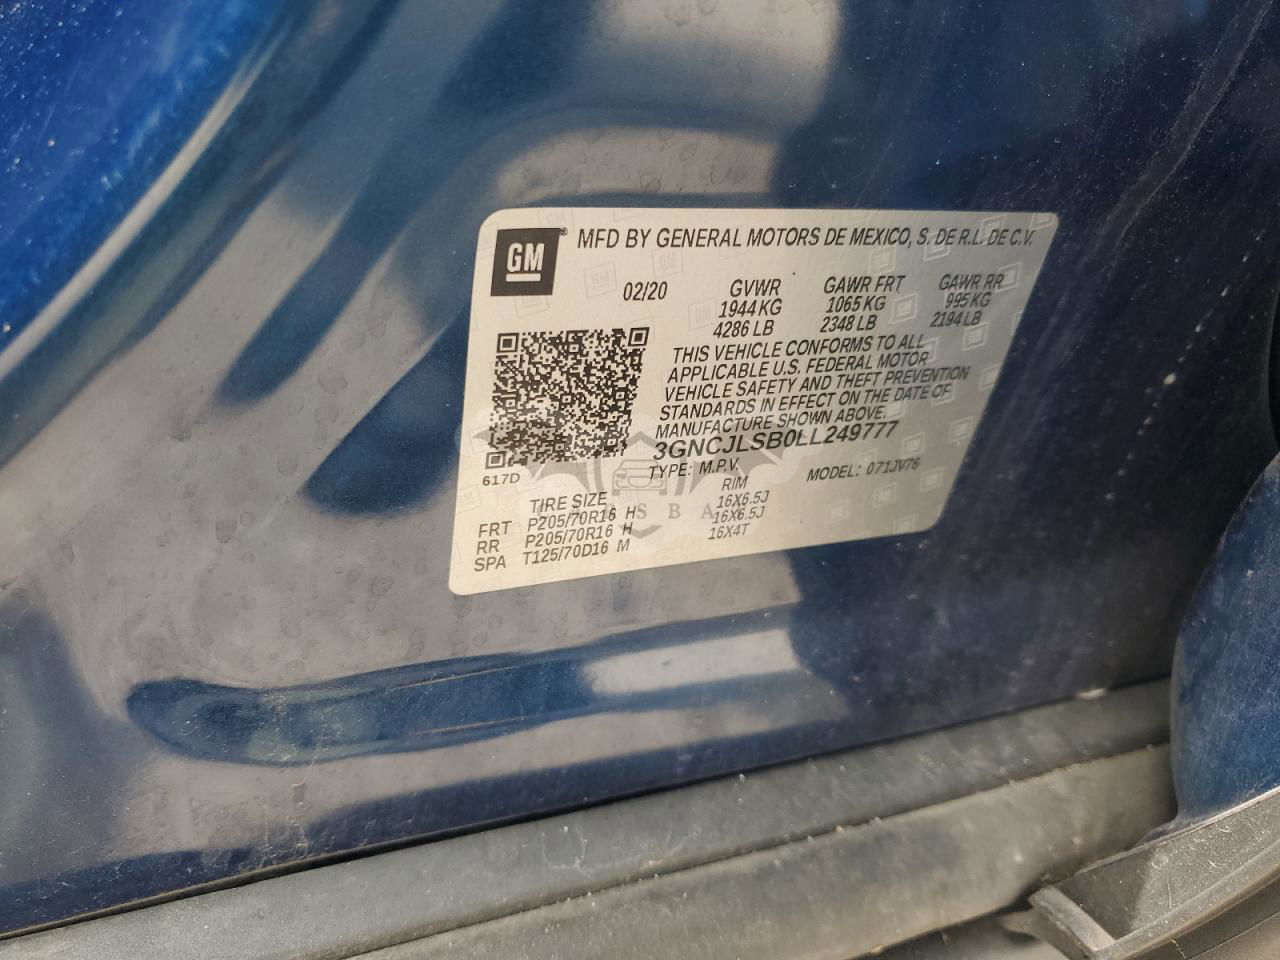 GM
MFD BY GENERAL MOTORS DE MEXICO, S. DE R.L. DE C.V.
02/20 GVWR GAWR FRT GAWR RR
1944 KG 1065 KG 995 KG
4286 LB 2348 LB 2194 LB
THIS VEHICLE CONFORMS TO ALL
APPLICABLE U.S. FEDERAL MOTOR
VEHICLE SAFETY AND THEFT PREVENTION
STANDARDS IN EFFECT ON THE DATE OF
MANUFACTURE SHOWN ABOVE.
3GNCJLSB0LL249777
617D TYPE: M.P.V. MODEL: 071JV76
TIRE SIZE RIM
FRT P205/70R16 H 16X6.5J
RR P205/70R16 H 16X6.5J
SPA T125/70D16 M 16X4T